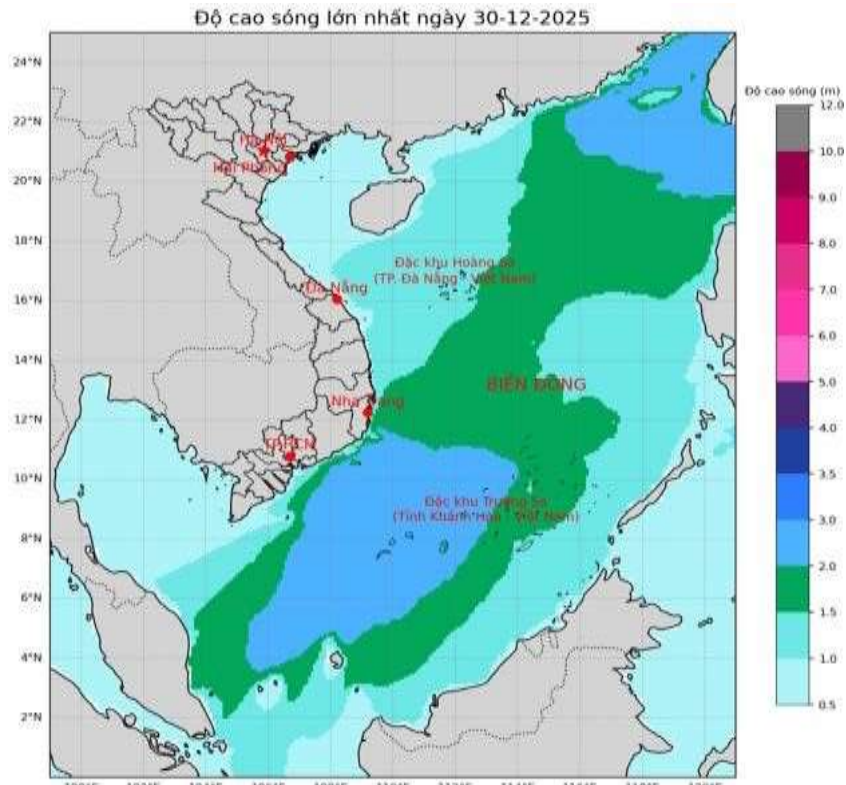 Độ cao sóng lớn nhất ngày 30-12-2025
Độ cao sóng (m)
24°N
22°N
20°N
18°N
16°N
14°N
12°N
10°N
8°N
6°N
4°N
2°N
Hải Phòng
Đặc khu Hoàng Sa
(TP. Đà Nẵng - Việt Nam)
Đà Nẵng
BIỂN ĐÔNG
Nha Trang
TP.HCM
Đặc khu Trường Sa
(Tỉnh Khánh Hòa - Việt Nam)
12.0
10.0
9.0
8.0
7.0
6.0
5.0
4.0
3.5
3.0
2.0
1.5
1.0
0.5